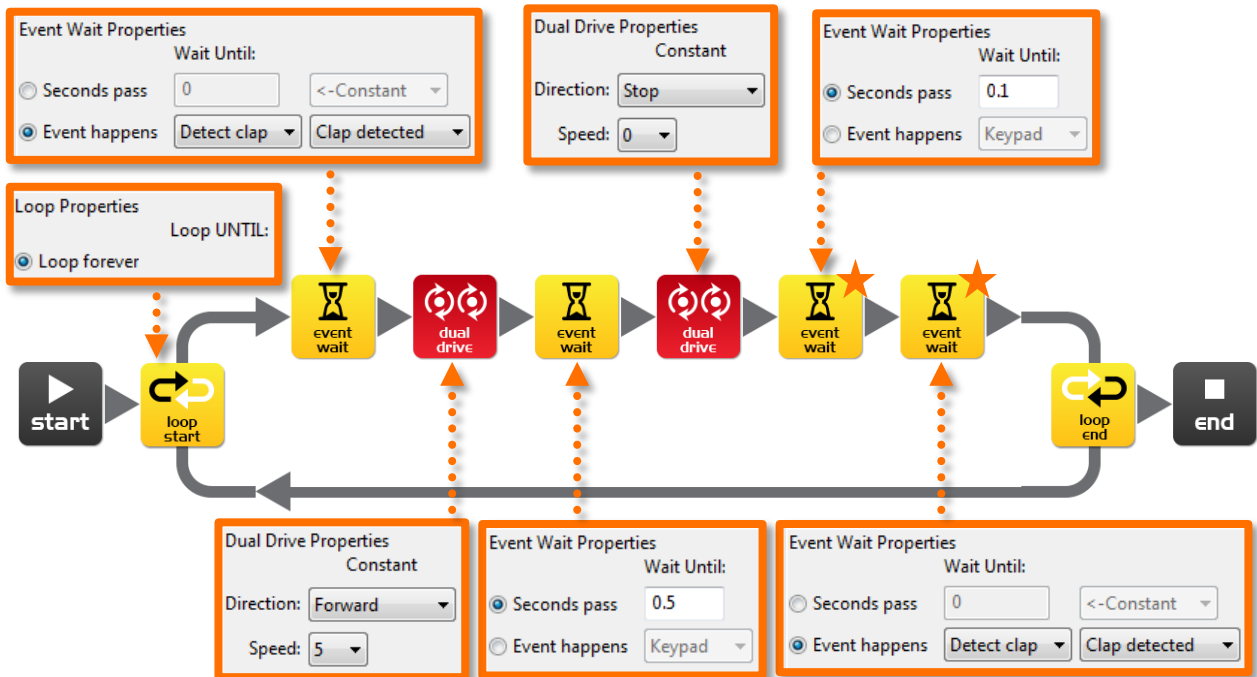 Event Wait Properties
Wait Until:
Seconds pass 0 <-Constant
Event happens Detect clap Clap detected
Dual Drive Properties
Constant
Direction: Stop
Speed: 0
Event Wait Properties
Wait Until:
Seconds pass 0.1
Event happens Keypad
Loop Properties
Loop UNTIL:
Loop forever
event
wait
dual
drive
event
wait
dual
drive
event
wait
event
wait
start
loop
start
loop
end
end
Dual Drive Properties
Constant
Direction: Forward
Speed: 5
Event Wait Properties
Wait Until:
Seconds pass 0.5
Event happens Keypad
Event Wait Properties
Wait Until:
Seconds pass 0 <-Constant
Event happens Detect clap Clap detected